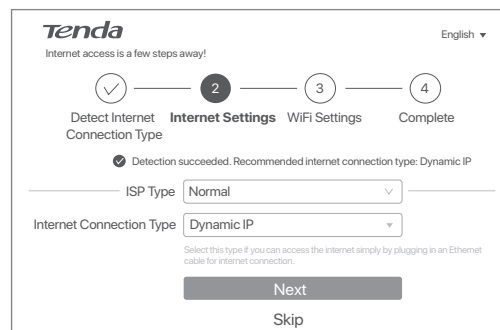 Tenda
English
Internet access is a few steps away!
2
3
4
Detect Internet
Connection Type
Internet Settings
WiFi Settings
Complete
Detection succeeded. Recommended internet connection type: Dynamic IP
ISP Type
Normal
Internet Connection Type
Dynamic IP
Select this type if you can access the internet simply by plugging in an Ethernet
cable for internet connection.
Next
Skip